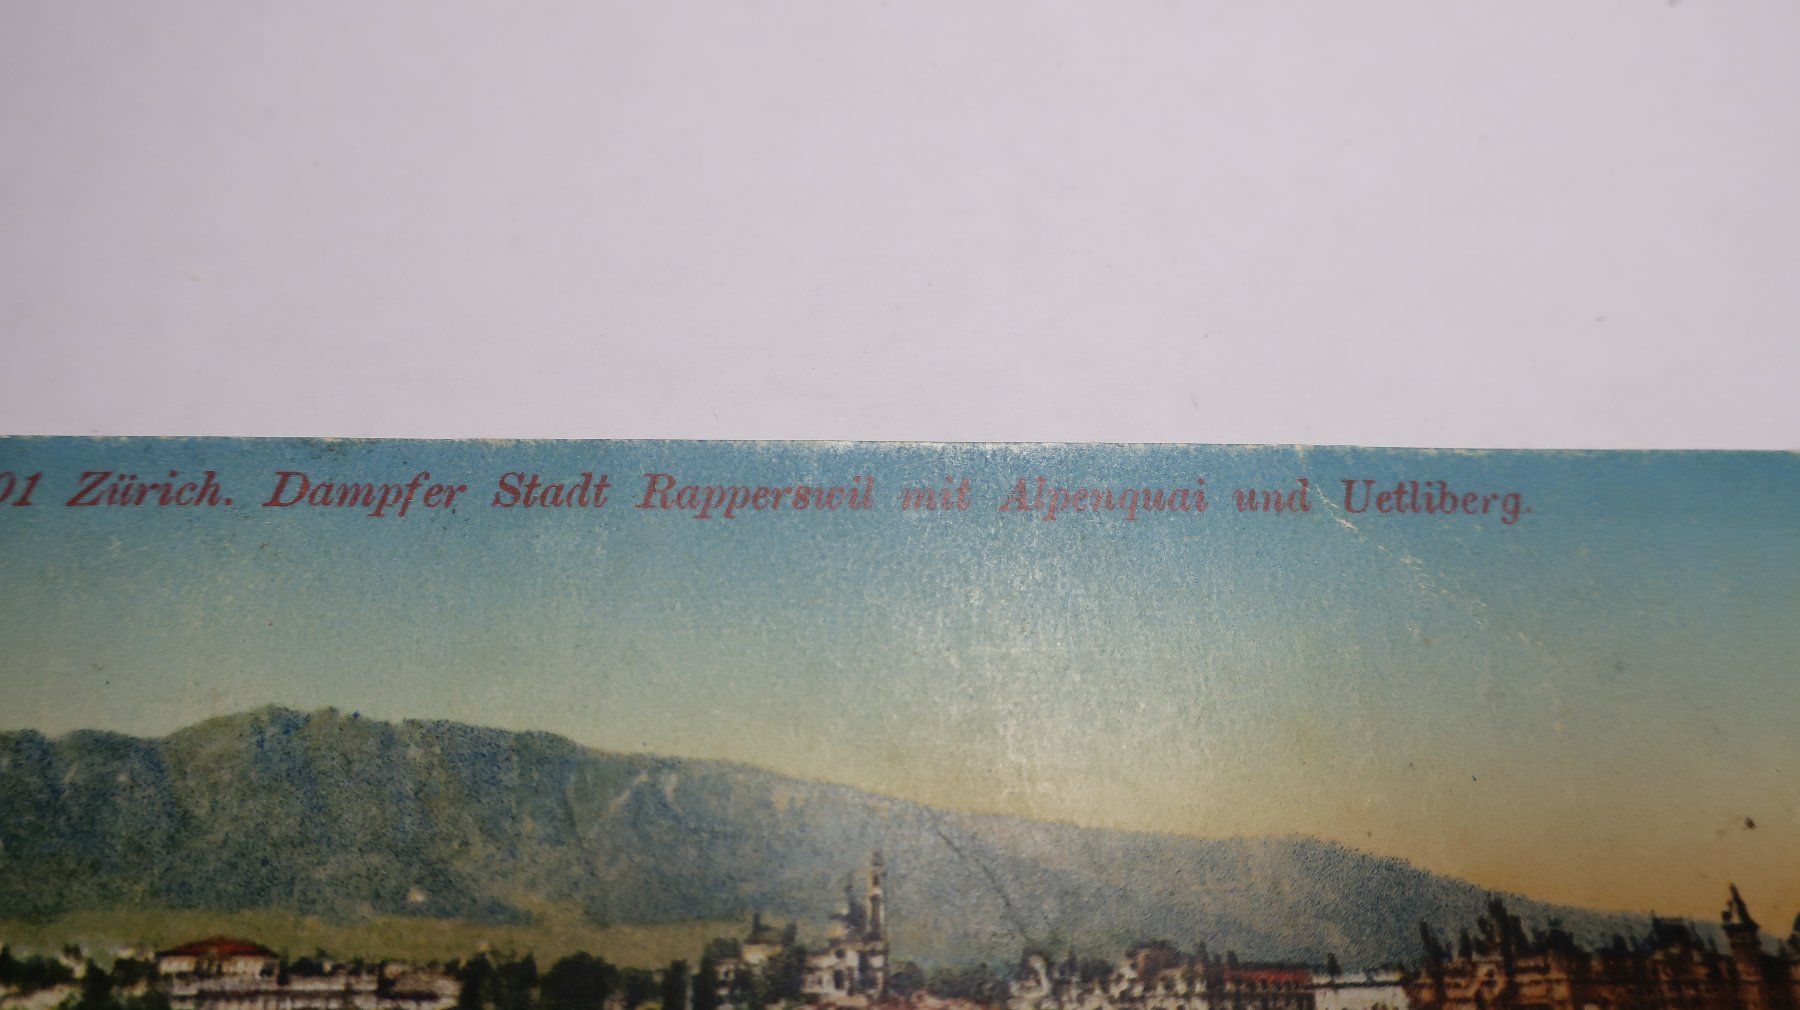 01 Zürich. Dampfer Stadt Rapperswil mit Alpenquai und Uetliberg.